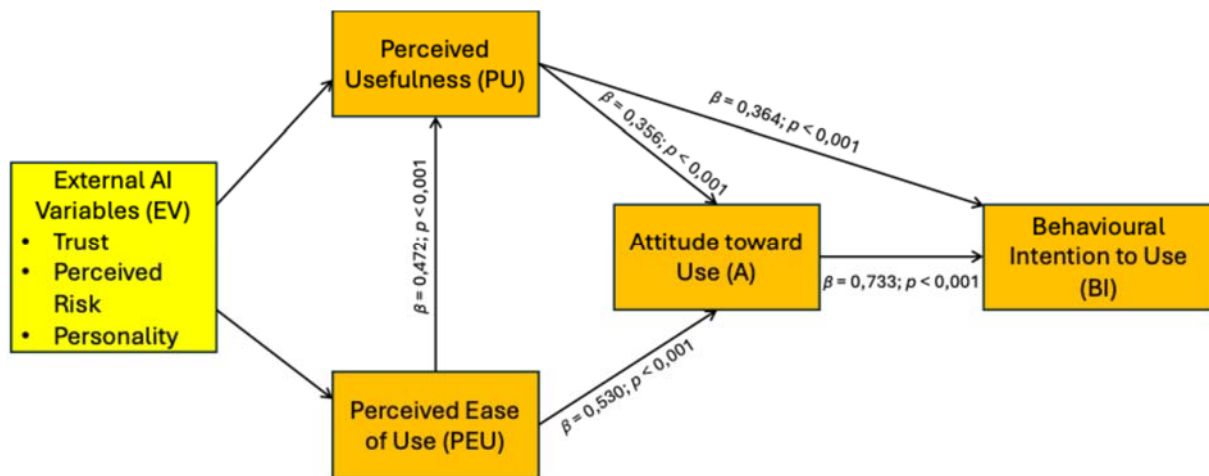 Perceived
Usefulness (PU)
External AI
Variables (EV)
• Trust
• Perceived
Risk
• Personality
β = 0,472; p < 0,001
β = 0,356; p < 0,001
β = 0,364; p < 0,001
Attitude toward
Use (A)
β = 0,733; p < 0,001
Behavioural
Intention to Use
(BI)
β = 0,530; p < 0,001
Perceived Ease
of Use (PEU)